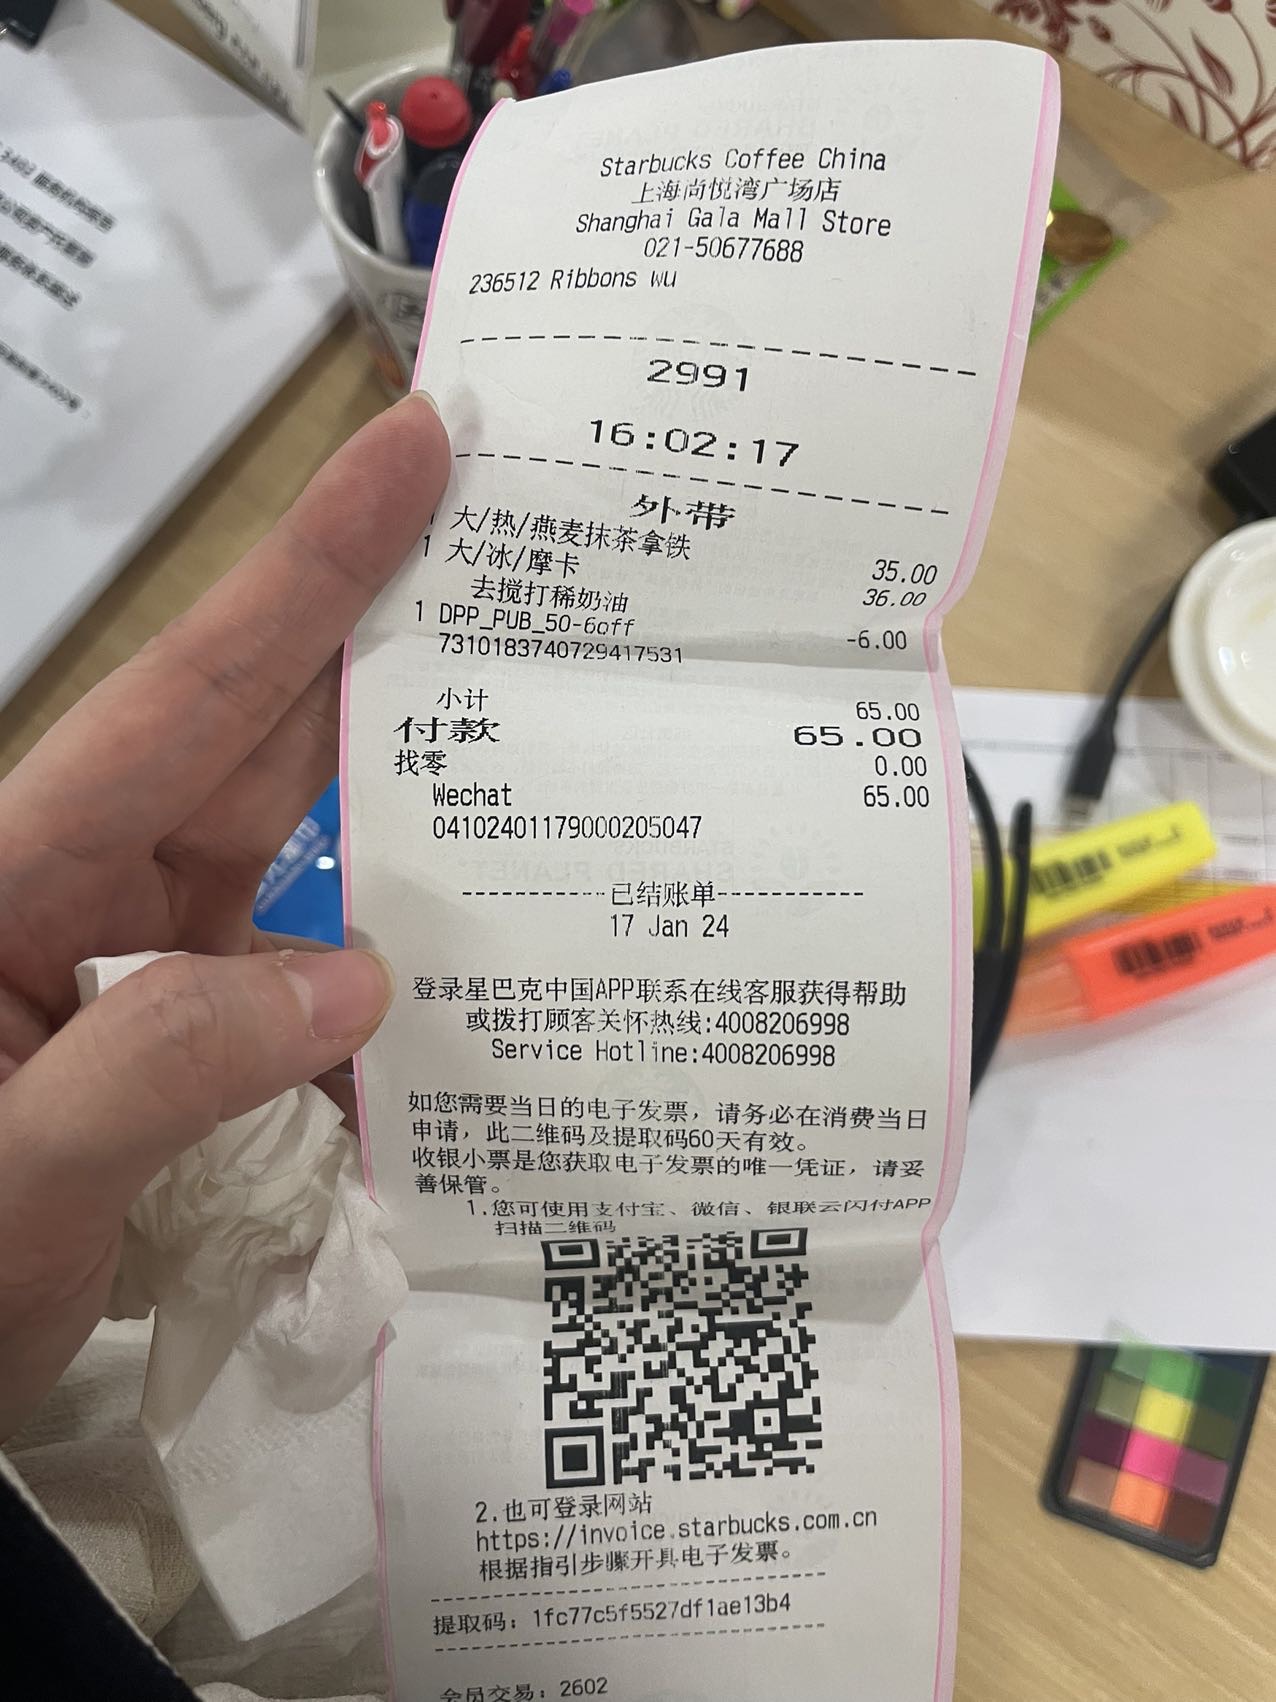 Starbucks Coffee China
上海尚悦湾广场店
Shanghai Gala Mall Store
021-50677688
236512 Ribbons wu
2991
16:02:17
外带
大/热/燕麦抹茶拿铁 35.00
1 大/冰/摩卡 36.00
去搅打稀奶油
1 DPP_PUB_50-6off -6.00
7310183740729417531
小计 65.00
付款 65.00
找零 0.00
Wechat 65.00
04102401179000205047
-----------已结账单-----------
17 Jan 24
登录星巴克中国APP联系在线客服获得帮助
或拨打顾客关怀热线:4008206998
Service Hotline:4008206998
如您需要当日的电子发票，请务必在消费当日
申请，此二维码及提取码60天有效。
收银小票是您获取电子发票的唯一凭证，请妥
善保管。
1.您可使用支付宝、微信、银联云闪付APP
扫描二维码
2.也可登录网站
https://invoice.starbucks.com.cn
根据指引步骤开具电子发票。
提取码：1fc77c5f5527df1ae13b4
会员交易：2602